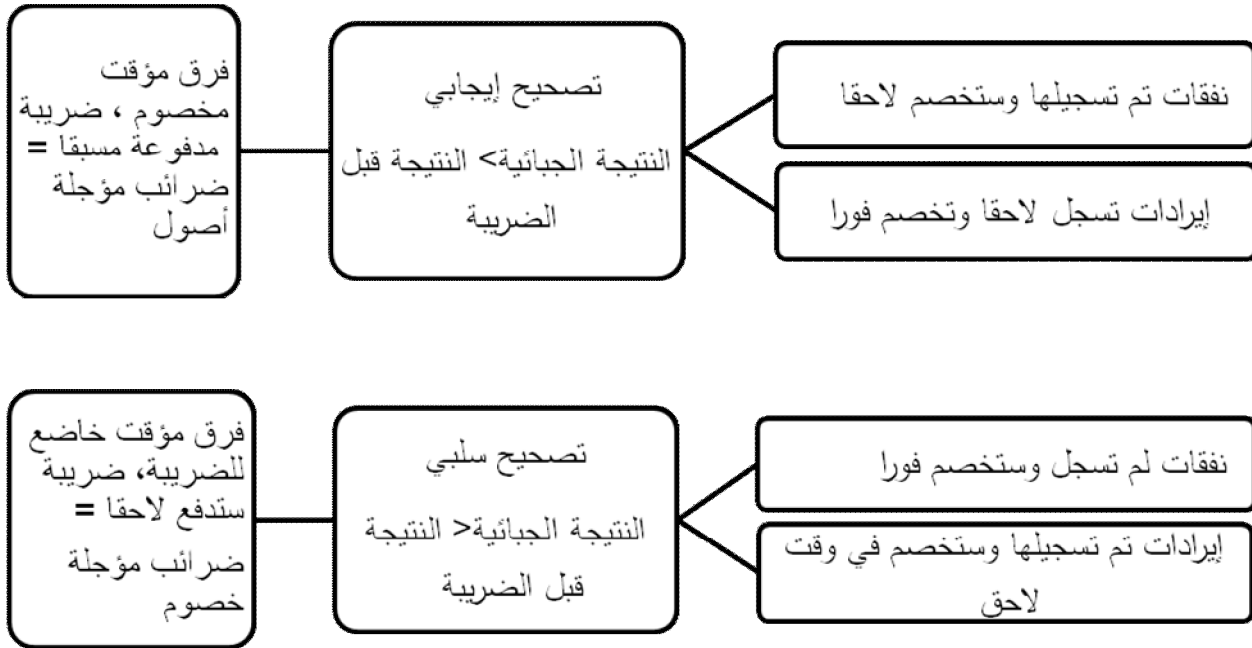 نفقات تم تسجيلها وستخصم لاحقا
إيرادات تسجل لاحقا وتخصم فورا
تصحيح إيجابي
النتيجة الجبائية> النتيجة قبل
الضريبة
فرق مؤقت
مخصوم ، ضريبة
مدفوعة مسبقا =
ضرائب مؤجلة
أصول
نفقات لم تسجل وستخصم فورا
إيرادات تم تسجيلها وستخصم في وقت
لاحق
تصحيح سلبي
النتيجة الجبائية< النتيجة
قبل الضريبة
فرق مؤقت خاضع
للضريبة، ضريبة
ستدفع لاحقا =
ضرائب مؤجلة
خصوم